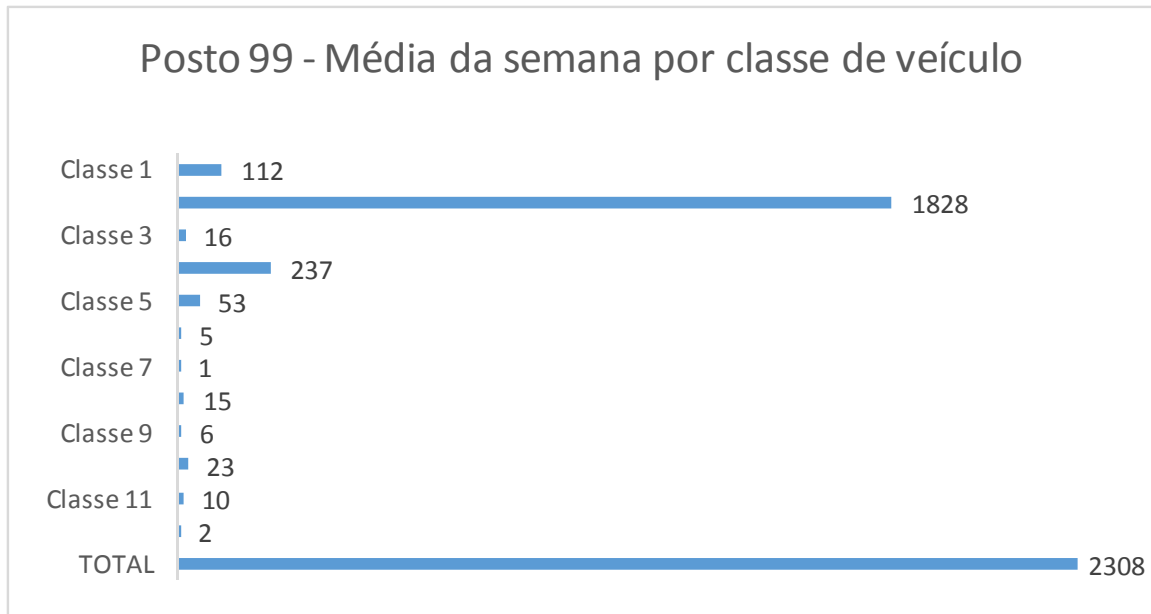 Posto 99 - Média da semana por classe de veículo
Classe 1 112
1828
Classe 3 16
237
Classe 5 53
5
Classe 7 1
15
Classe 9 6
23
Classe 11 10
2
TOTAL 2308